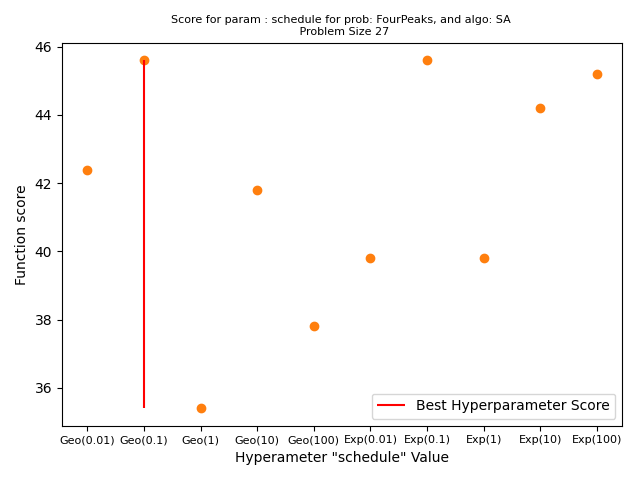 Score for param : schedule for prob: FourPeaks, and algo: SA
Problem Size 27
Function score
46
44
42
40
38
36
Best Hyperparameter Score
Geo(0.01) Geo(0.1) Geo(1) Geo(10) Geo(100) Exp(0.01) Exp(0.1) Exp(1) Exp(10) Exp(100)
Hyperameter "schedule" Value